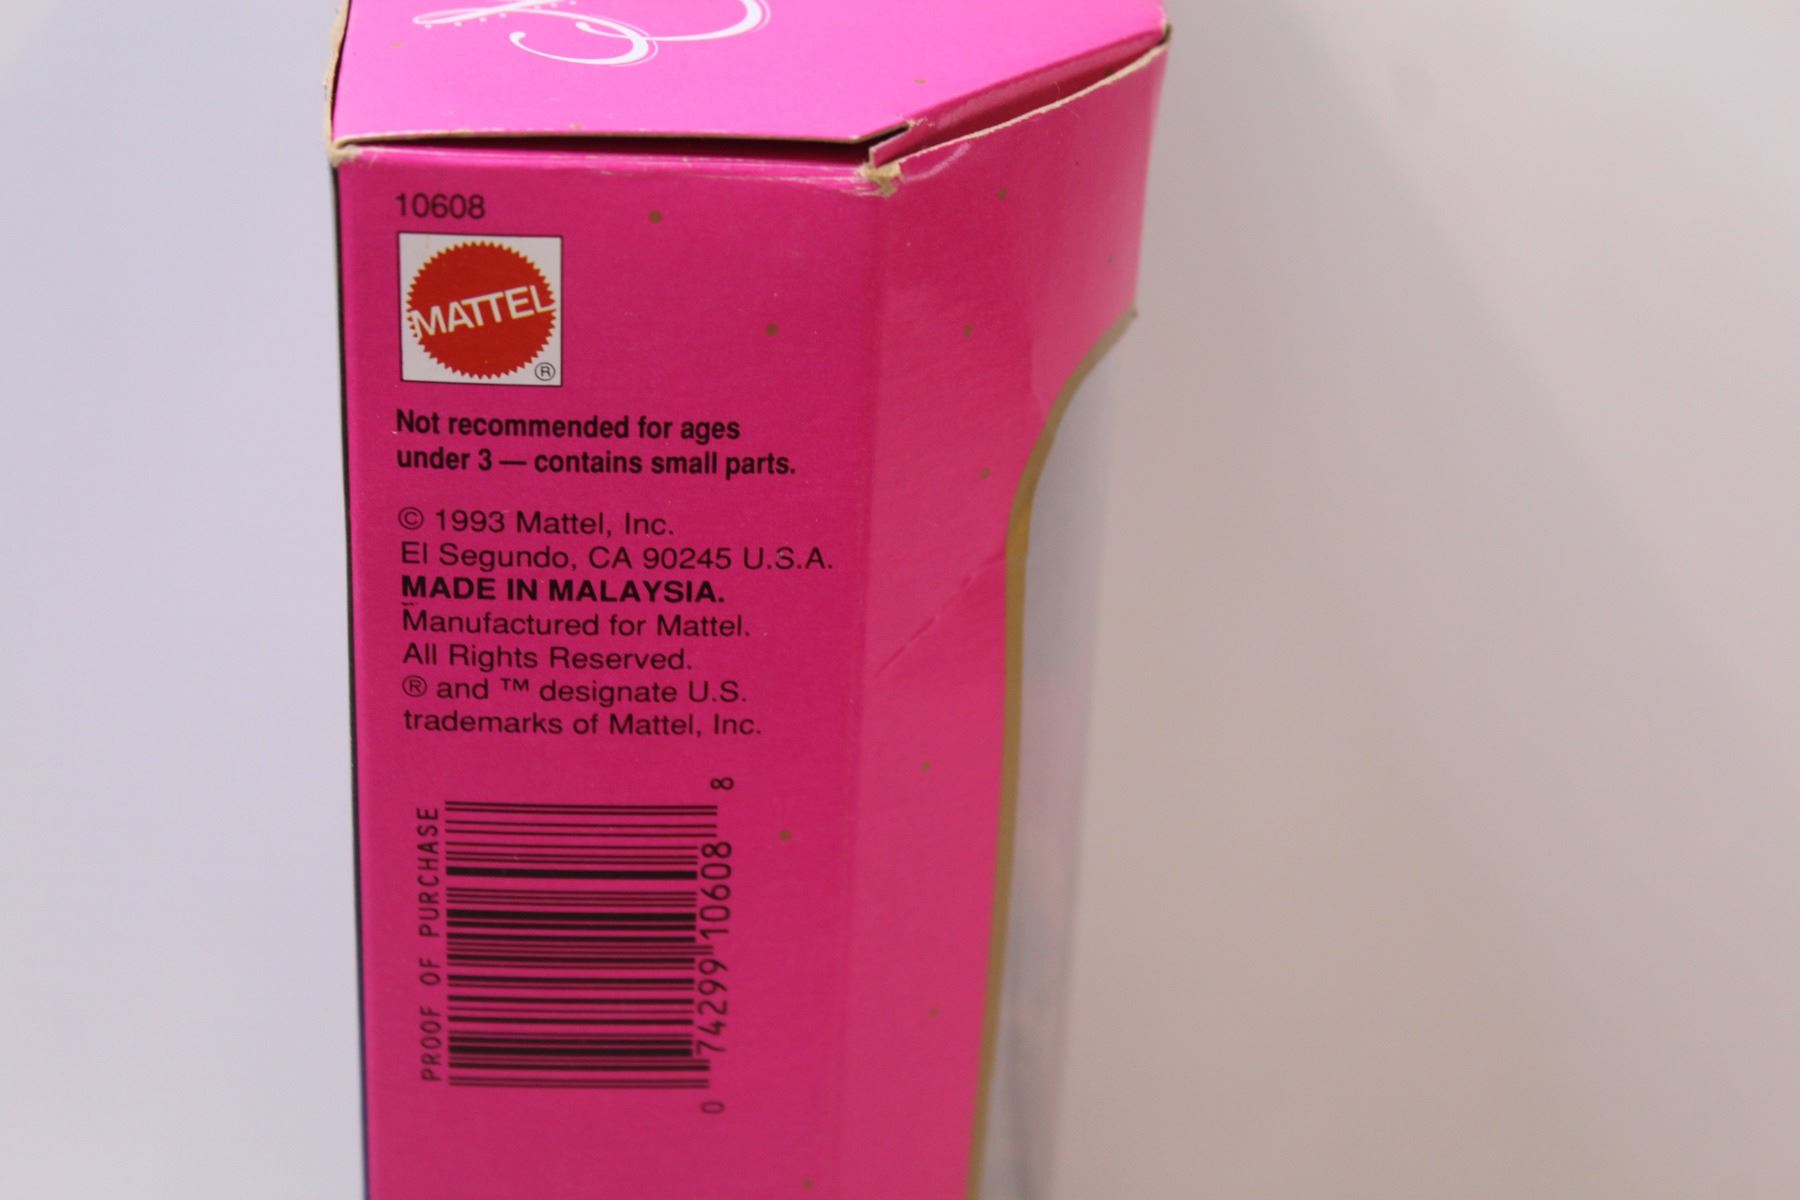 10608
MATTEL
®
Not recommended for ages
under 3 — contains small parts.
© 1993 Mattel, Inc.
El Segundo, CA 90245 U.S.A.
MADE IN MALAYSIA.
Manufactured for Mattel.
All Rights Reserved.
® and ™ designate U.S.
trademarks of Mattel, Inc.
PROOF OF PURCHASE
0 74299 10608 8